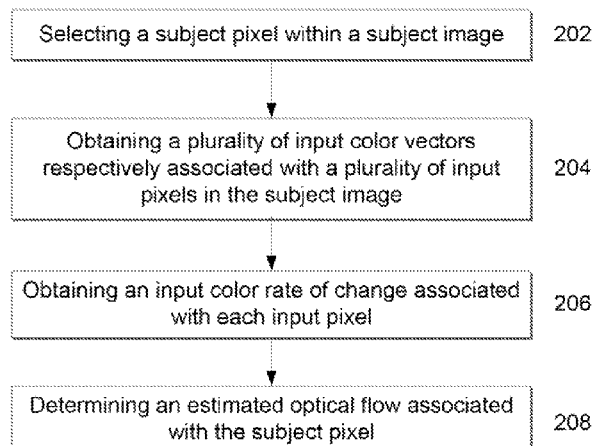 Selecting a subject pixel within a subject image
202
Obtaining a plurality of input color vectors
respectively associated with a plurality of input
pixels in the subject image
204
Obtaining an input color rate of change associated
with each input pixel
206
Determining an estimated optical flow associated
with the subject pixel
208